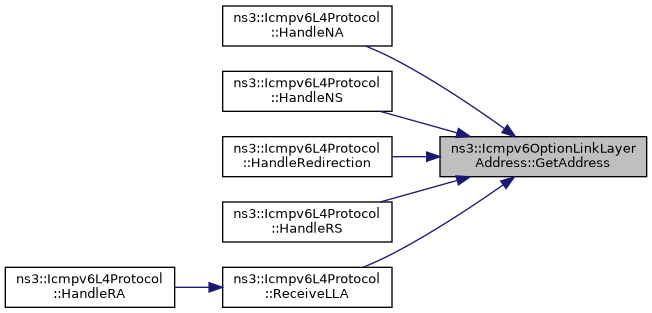 ns3::Icmpv6L4Protocol
::HandleNA
ns3::Icmpv6L4Protocol
::HandleNS
ns3::Icmpv6OptionLinkLayer
Address::GetAddress
ns3::Icmpv6L4Protocol
::HandleRedirection
ns3::Icmpv6L4Protocol
::HandleRS
ns3::Icmpv6L4Protocol
::HandleRA
ns3::Icmpv6L4Protocol
::ReceiveLLA